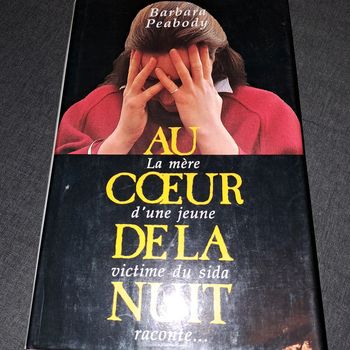 Barbara
Peabody
AU
La mère
CŒUR
d'une jeune
DE LA
victime du sida
NUIT
raconte...